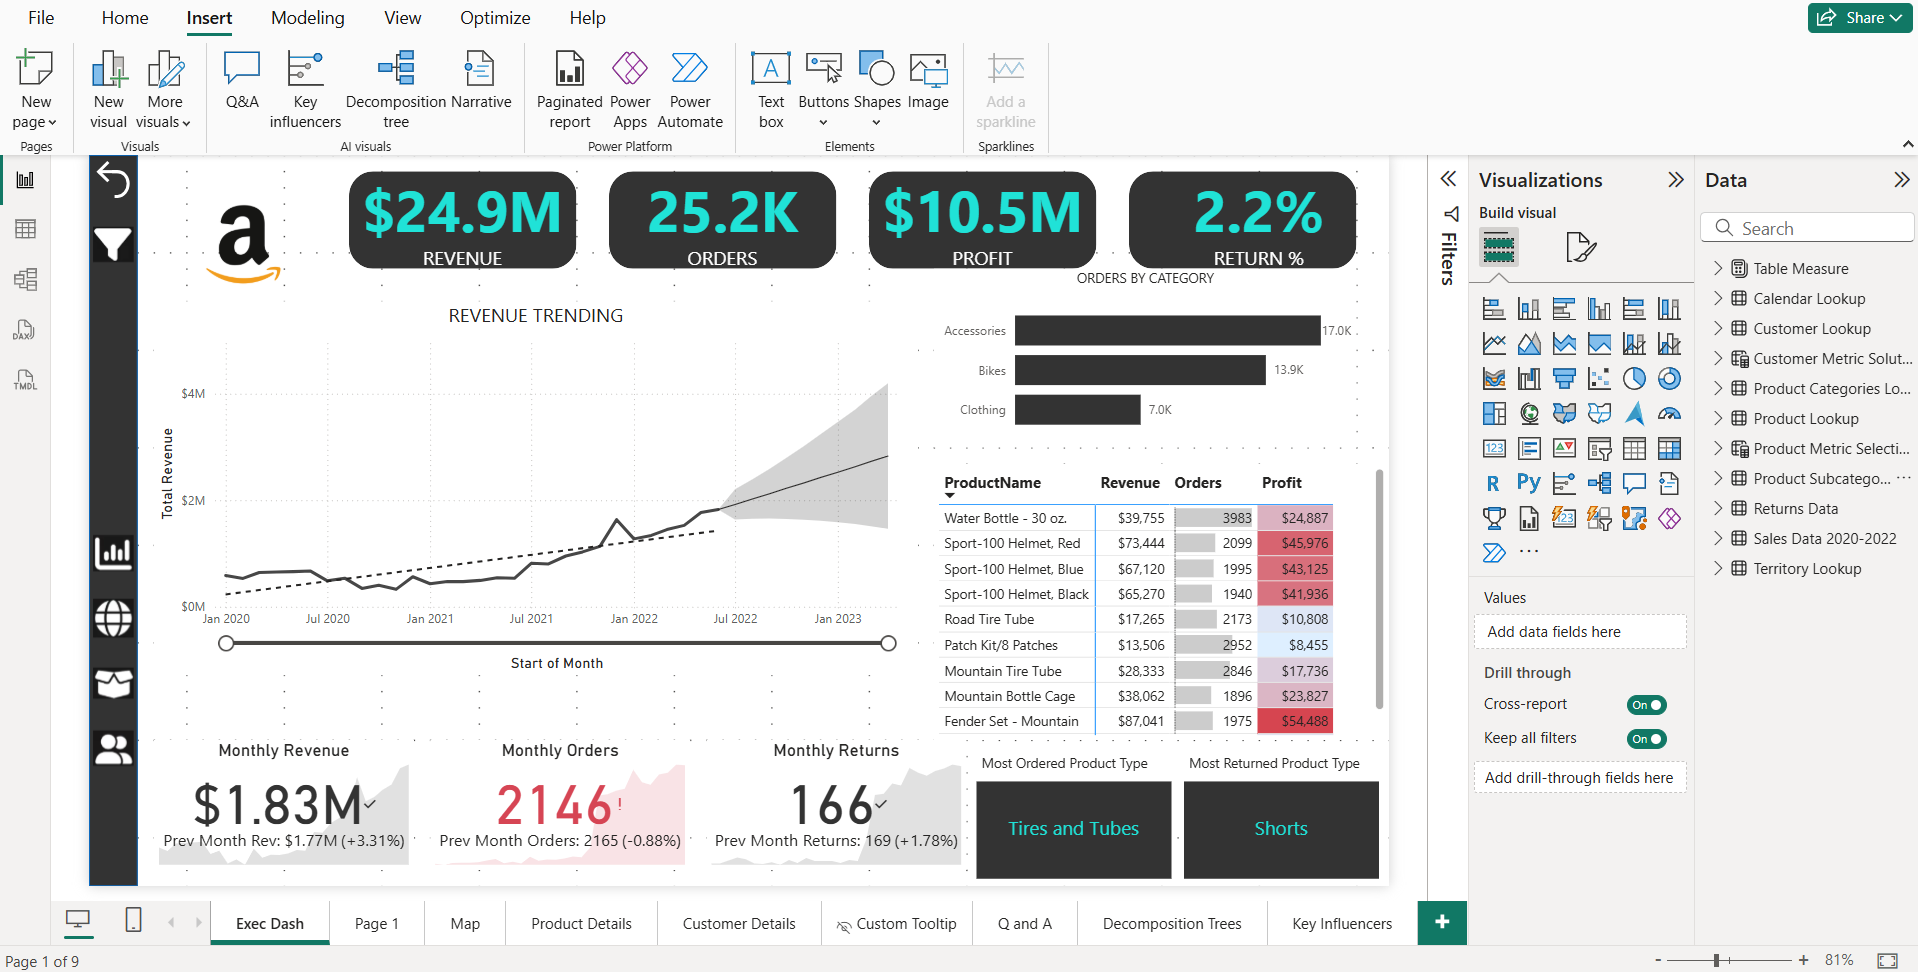 File Home Insert Modeling View Optimize Help
Share
New page
New visual
More visuals
Q&A
Key influencers
Decomposition tree
Narrative
Paginated report
Power Apps
Power Automate
Text box
Buttons
Shapes
Image
Add a sparkline
Pages Visuals AI visuals Power Platform Elements Sparklines
DAX
TMDL
a
$24.9M
REVENUE
25.2K
ORDERS
$10.5M
PROFIT
2.2%
RETURN %
REVENUE TRENDING
Total Revenue
$4M
$2M
$0M
Jan 2020 Jul 2020 Jan 2021 Jul 2021 Jan 2022 Jul 2022 Jan 2023
Start of Month
ORDERS BY CATEGORY
Accessories 17.0K
Bikes 13.9K
Clothing 7.0K
ProductName Revenue Orders Profit
Water Bottle - 30 oz. $39,755 3983 $24,887
Sport-100 Helmet, Red $73,444 2099 $45,976
Sport-100 Helmet, Blue $67,120 1995 $43,125
Sport-100 Helmet, Black $65,270 1940 $41,936
Road Tire Tube $17,265 2173 $10,808
Patch Kit/8 Patches $13,506 2952 $8,455
Mountain Tire Tube $28,333 2846 $17,736
Mountain Bottle Cage $38,062 1896 $23,827
Fender Set - Mountain $87,041 1975 $54,488
Monthly Revenue
$1.83M
Prev Month Rev: $1.77M (+3.31%)
Monthly Orders
2146!
Prev Month Orders: 2165 (-0.88%)
Monthly Returns
166
Prev Month Returns: 169 (+1.78%)
Most Ordered Product Type
Tires and Tubes
Most Returned Product Type
Shorts
Filters
Visualizations
Build visual
123
R Py
123
Values
Add data fields here
Drill through
Cross-report On
Keep all filters On
Add drill-through fields here
Data
Search
Table Measure
Calendar Lookup
Customer Lookup
Customer Metric Solut...
Product Categories Lo...
Product Lookup
Product Metric Selecti...
Product Subcatego... ...
Returns Data
Sales Data 2020-2022
Territory Lookup
Exec Dash Page 1 Map Product Details Customer Details Custom Tooltip Q and A Decomposition Trees Key Influencers +
Page 1 of 9
- + 81%